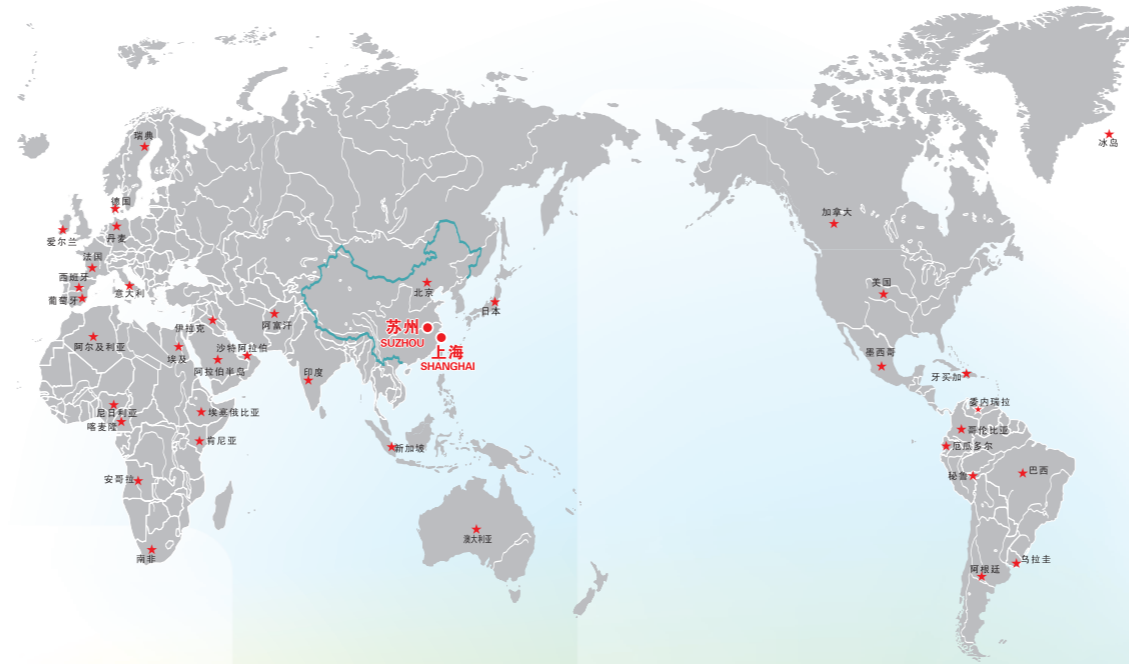 瑞典
冰岛
德国
爱尔兰
丹麦
加拿大
法国
西班牙
意大利
葡萄牙
北京
美国
日本
伊拉克
阿富汗
苏州
SUZHOU
上海
SHANGHAI
阿尔及利亚
埃及
沙特阿拉伯
阿拉伯半岛
印度
墨西哥
牙买加
委内瑞拉
尼日利亚
埃塞俄比亚
喀麦隆
哥伦比亚
肯尼亚
新加坡
厄瓜多尔
安哥拉
秘鲁
巴西
澳大利亚
南非
乌拉圭
阿根廷